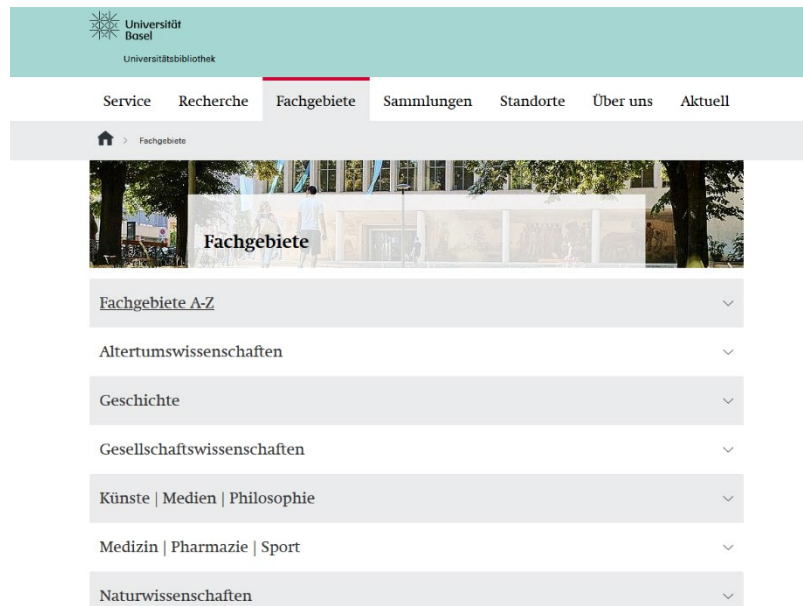 Universität
Basel
Universitätsbibliothek
Service Recherche Fachgebiete Sammlungen Standorte Über uns Aktuell
> Fachgebiete
Fachgebiete
Fachgebiete A-Z
Altertumswissenschaften
Geschichte
Gesellschaftswissenschaften
Künste | Medien | Philosophie
Medizin | Pharmazie | Sport
Naturwissenschaften